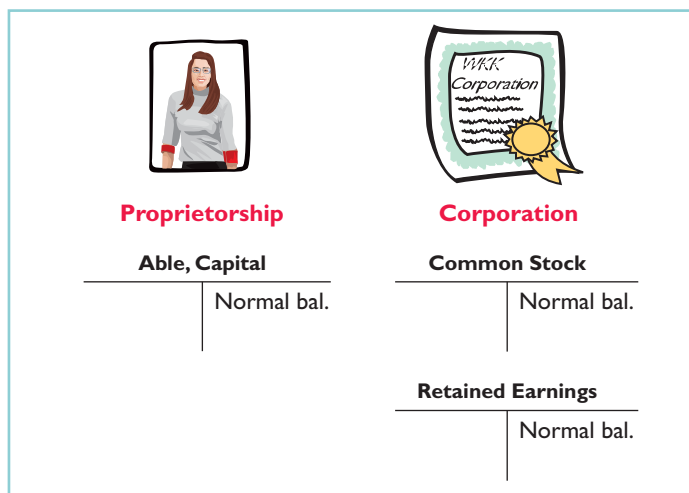 WKK
Corporation
Proprietorship
Corporation
Able, Capital
Common Stock
Normal bal.
Normal bal.
Retained Earnings
Normal bal.